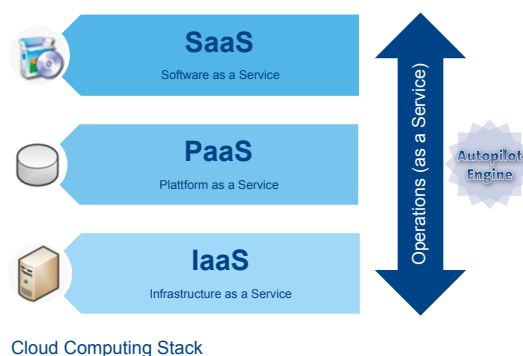 SaaS
Software as a Service
PaaS
Plattform as a Service
IaaS
Infrastructure as a Service
Operations (as a Service)
Autopilot
Engine
Cloud Computing Stack